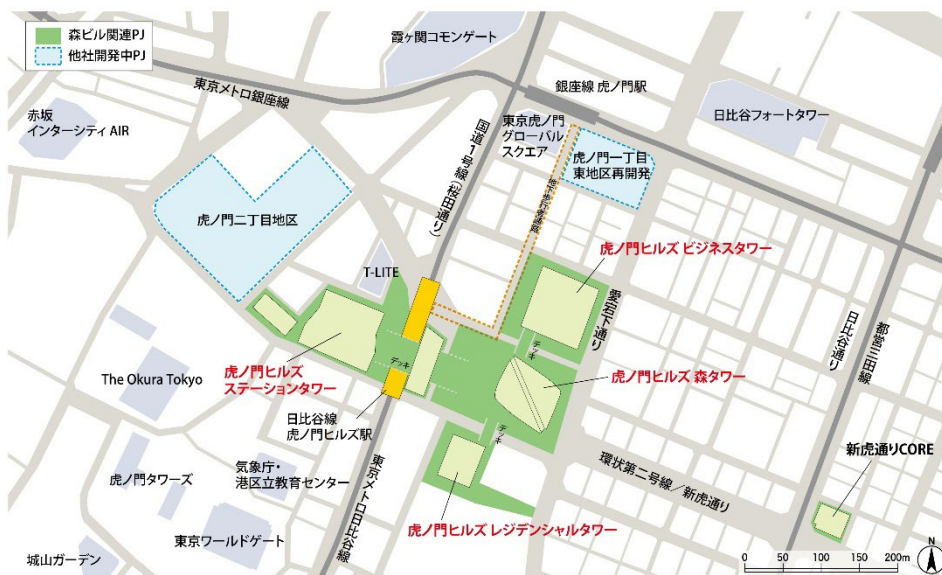 森ビル関連PJ
他社開発中PJ
霞ヶ関コモンゲート
東京メトロ銀座線
銀座線 虎ノ門駅
赤坂
インターシティ AIR
国道1号線(桜田通り)
東京虎ノ門
グローバル
スクエア
日比谷フォートタワー
虎ノ門一丁目
東地区再開発
地下歩行者通路
虎ノ門二丁目地区
T-LITE
虎ノ門ヒルズ ビジネスタワー
愛宕下通り
日比谷通り
都営三田線
デッキ
デッキ
虎ノ門ヒルズ
ステーションタワー
虎ノ門ヒルズ 森タワー
The Okura Tokyo
日比谷線
虎ノ門ヒルズ駅
デッキ
環状第二号線/新虎通り
新虎通りCORE
気象庁・
港区立教育センター
虎ノ門タワーズ
東京メトロ日比谷線
虎ノ門ヒルズ レジデンシャルタワー
東京ワールドゲート
城山ガーデン
N
0 50 100 150 200m